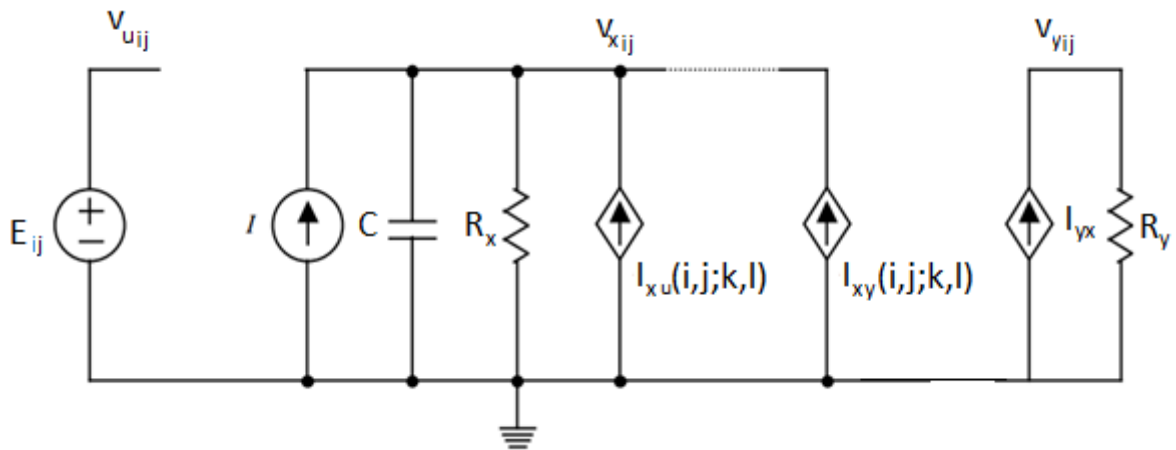 v_uij
v_xij
v_yij
+
−
E_ij
I
C
R_x
I_xu(i,j;k,l)
I_xy(i,j;k,l)
I_yx
R_y